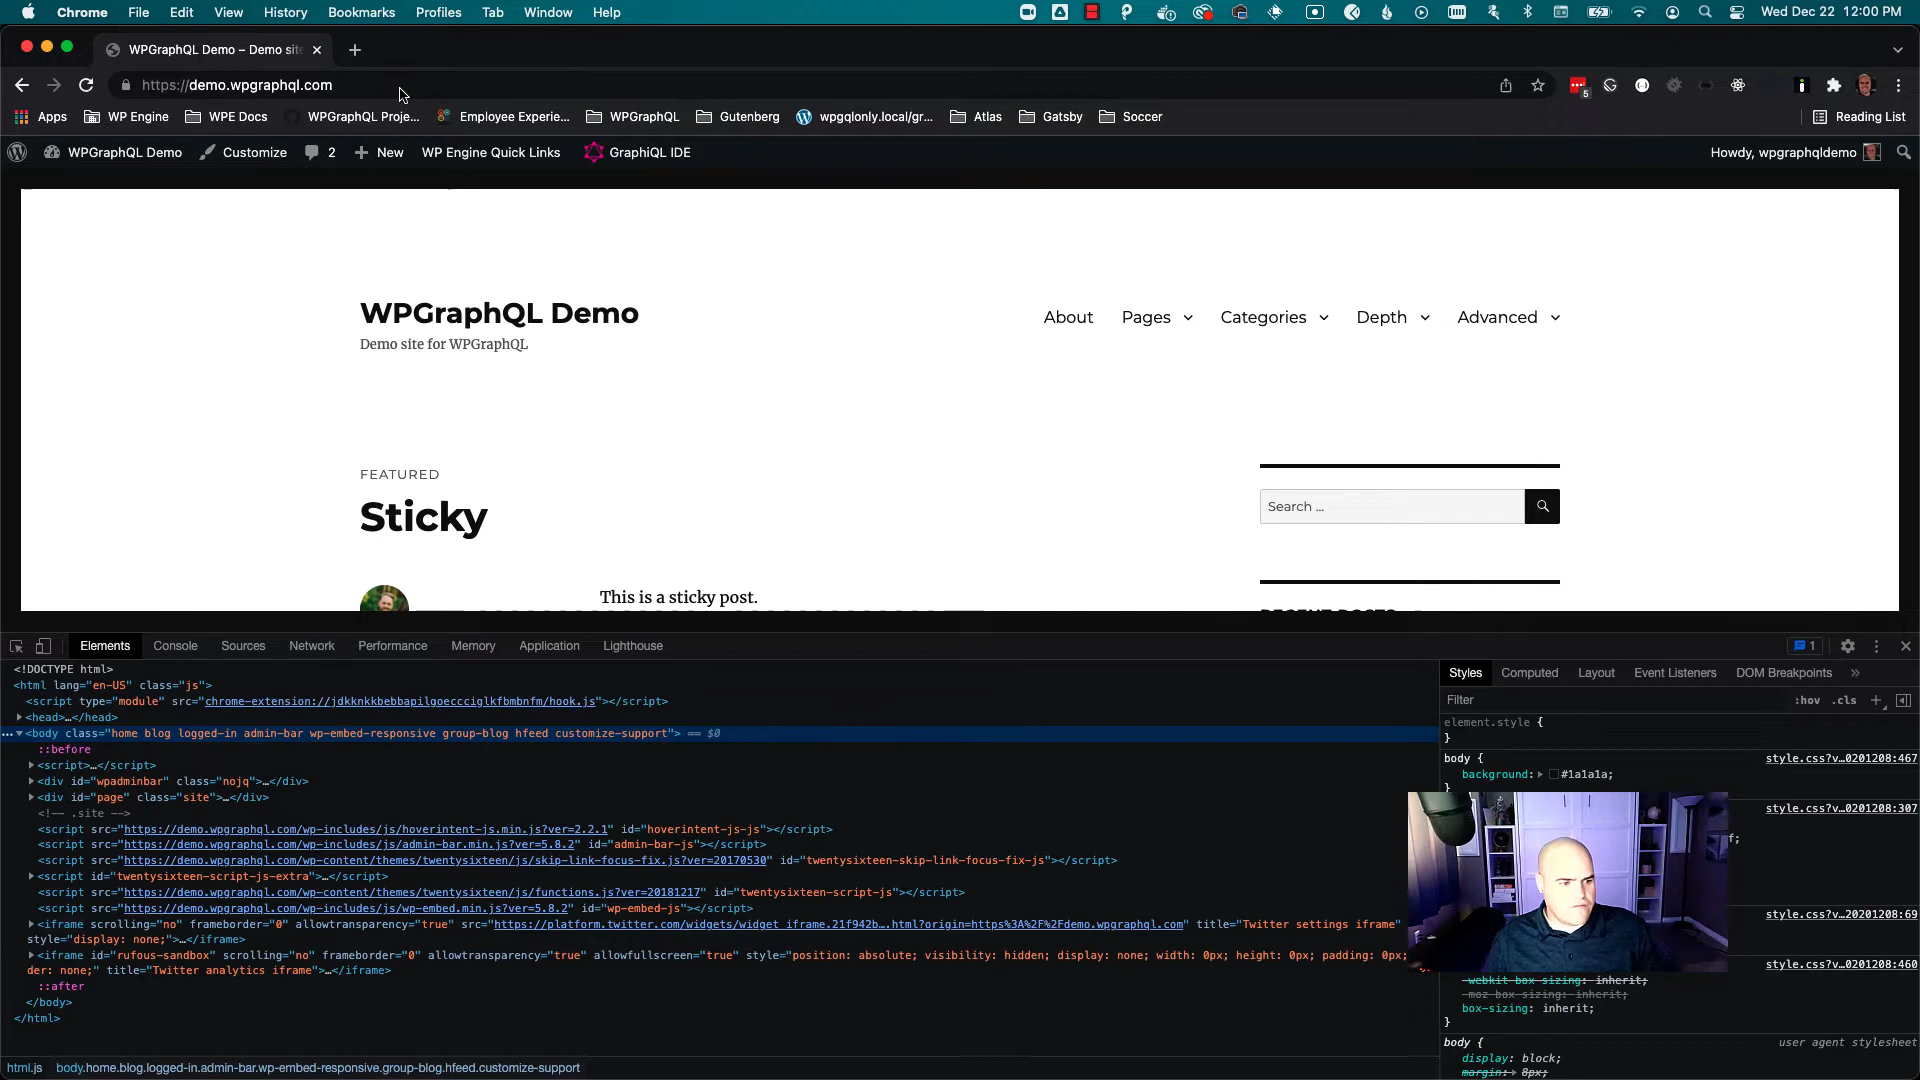 Chrome File Edit View History Bookmarks Profiles Tab Window Help Wed Dec 22 12:00 PM
WPGraphQL Demo – Demo site
https://demo.wpgraphql.com
5
Apps WP Engine WPE Docs WPGraphQL Proje... Employee Experie... WPGraphQL Gutenberg wpgqlonly.local/gr... Atlas Gatsby Soccer Reading List
WPGraphQL Demo Customize 2 New WP Engine Quick Links GraphiQL IDE Howdy, wpgraphqldemo
WPGraphQL Demo
Demo site for WPGraphQL
About Pages Categories Depth Advanced
FEATURED
Sticky
Search ...
This is a sticky post.
RECENT POSTS
Elements Console Sources Network Performance Memory Application Lighthouse 1
<!DOCTYPE html>
<html lang="en-US" class="js">
<script type="module" src="chrome-extension://jdkknkkbebbapilgoeccciglkfbmbnfm/hook.js"></script>
<head>…</head>
<body class="home blog logged-in admin-bar wp-embed-responsive group-blog hfeed customize-support"> == $0
::before
<script>…</script>
<div id="wpadminbar" class="nojq">…</div>
<div id="page" class="site">…</div>
<!-- .site -->
<script src="https://demo.wpgraphql.com/wp-includes/js/hoverintent-js.min.js?ver=2.2.1" id="hoverintent-js-js"></script>
<script src="https://demo.wpgraphql.com/wp-includes/js/admin-bar.min.js?ver=5.8.2" id="admin-bar-js"></script>
<script src="https://demo.wpgraphql.com/wp-content/themes/twentysixteen/js/skip-link-focus-fix.js?ver=20170530" id="twentysixteen-skip-link-focus-fix-js"></script>
<script id="twentysixteen-script-js-extra">…</script>
<script src="https://demo.wpgraphql.com/wp-content/themes/twentysixteen/js/functions.js?ver=20181217" id="twentysixteen-script-js"></script>
<script src="https://demo.wpgraphql.com/wp-includes/js/wp-embed.min.js?ver=5.8.2" id="wp-embed-js"></script>
<iframe scrolling="no" frameborder="0" allowtransparency="true" src="https://platform.twitter.com/widgets/widget_iframe.21f942b….html?origin=https%3A%2F%2Fdemo.wpgraphql.com" title="Twitter settings iframe"
style="display: none;">…</iframe>
<iframe id="rufous-sandbox" scrolling="no" frameborder="0" allowtransparency="true" allowfullscreen="true" style="position: absolute; visibility: hidden; display: none; width: 0px; height: 0px; padding: 0px;
der: none;" title="Twitter analytics iframe">…</iframe>
::after
</body>
</html>
html.js body.home.blog.logged-in.admin-bar.wp-embed-responsive.group-blog.hfeed.customize-support
Styles Computed Layout Event Listeners DOM Breakpoints
Filter :hov .cls
element.style {
}
body { style.css?v…0201208:467
background: #1a1a1a;
}
style.css?v…0201208:307
f;
style.css?v…20201208:69
style.css?v…0201208:460
-webkit-box-sizing: inherit;
-moz-box-sizing: inherit;
box-sizing: inherit;
}
body { user agent stylesheet
display: block;
margin: 8px;